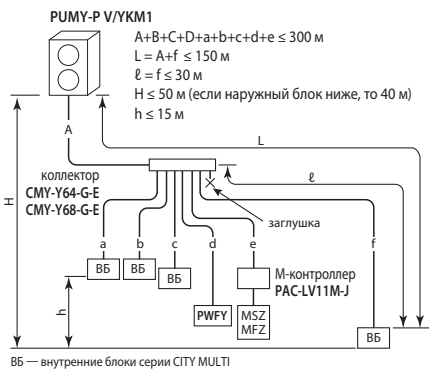 PUMY-P V/YKM1
A+B+C+D+a+b+c+d+e ≤ 300 м
L = A+f ≤ 150 м
ℓ = f ≤ 30 м
H ≤ 50 м (если наружный блок ниже, то 40 м)
h ≤ 15 м
A
L
H
коллектор
CMY-Y64-G-E
CMY-Y68-G-E
ℓ
заглушка
a
b
c
d
e
f
ВБ
ВБ
ВБ
М-контроллер
PAC-LV11M-J
h
PWFY
MSZ
MFZ
ВБ
ВБ — внутренние блоки серии CITY MULTI